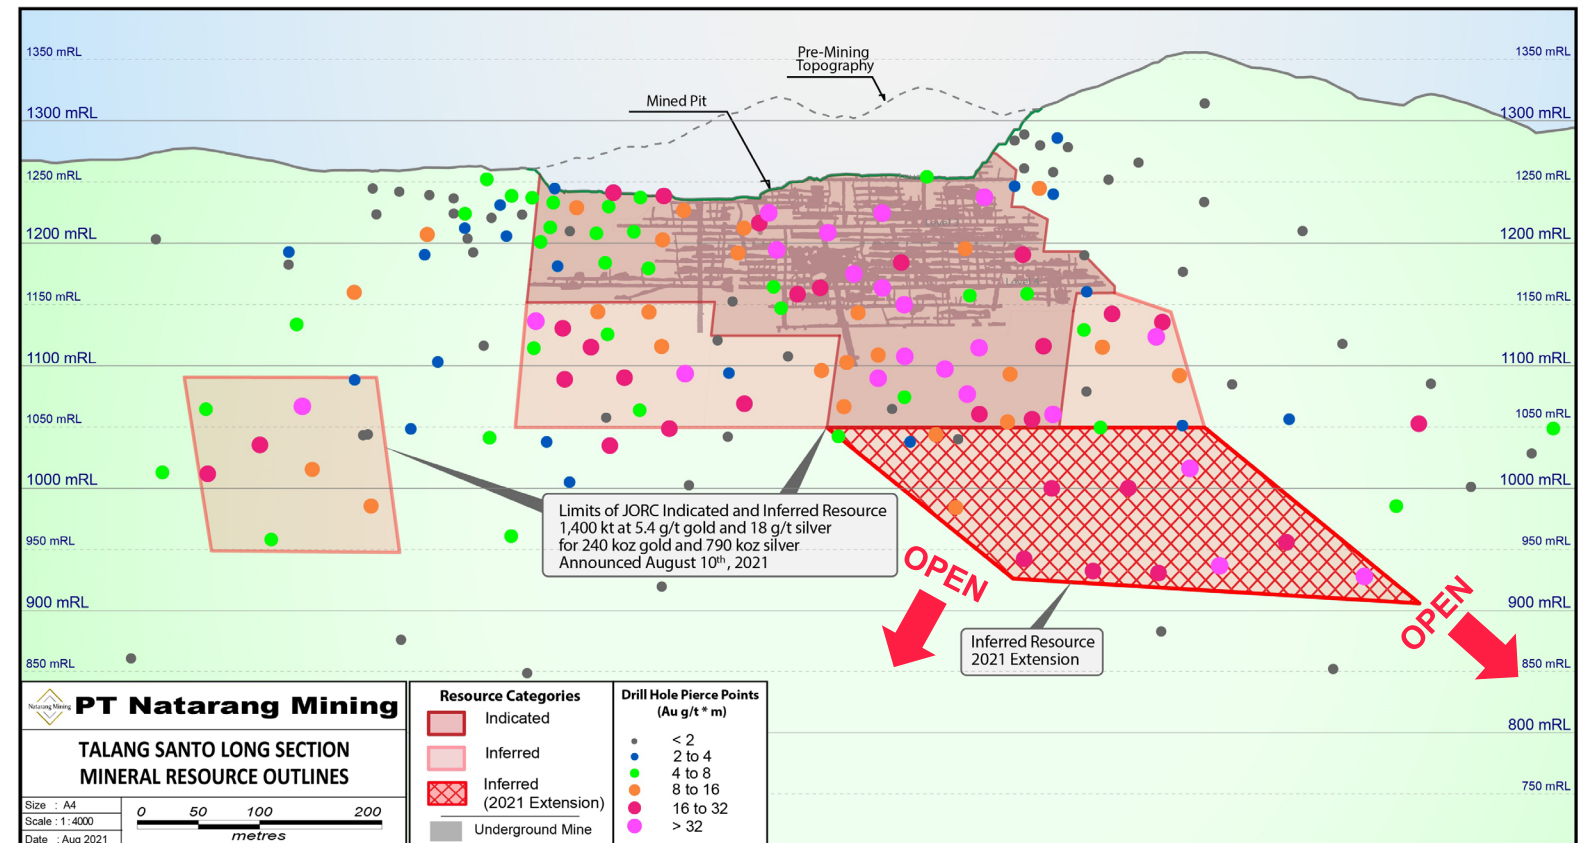 Pre-Mining
Topography
Mined Pit
1350 mRL
1350 mRL
1300 mRL
1300 mRL
1250 mRL
1250 mRL
1200 mRL
1200 mRL
1150 mRL
1150 mRL
1100 mRL
1100 mRL
1050 mRL
1050 mRL
1000 mRL
1000 mRL
950 mRL
950 mRL
900 mRL
900 mRL
850 mRL
850 mRL
800 mRL
750 mRL
Limits of JORC Indicated and Inferred Resource
1,400 kt at 5.4 g/t gold and 18 g/t silver
for 240 koz gold and 790 koz silver
Announced August 10th, 2021
OPEN
OPEN
Inferred Resource
2021 Extension
Natarang Mining
PT Natarang Mining
TALANG SANTO LONG SECTION
MINERAL RESOURCE OUTLINES
Size : A4
Scale : 1 : 4000
Date : Aug 2021
0 50 100 200
metres
Resource Categories
Indicated
Inferred
Inferred
(2021 Extension)
Underground Mine
Drill Hole Pierce Points
(Au g/t * m)
< 2
2 to 4
4 to 8
8 to 16
16 to 32
> 32